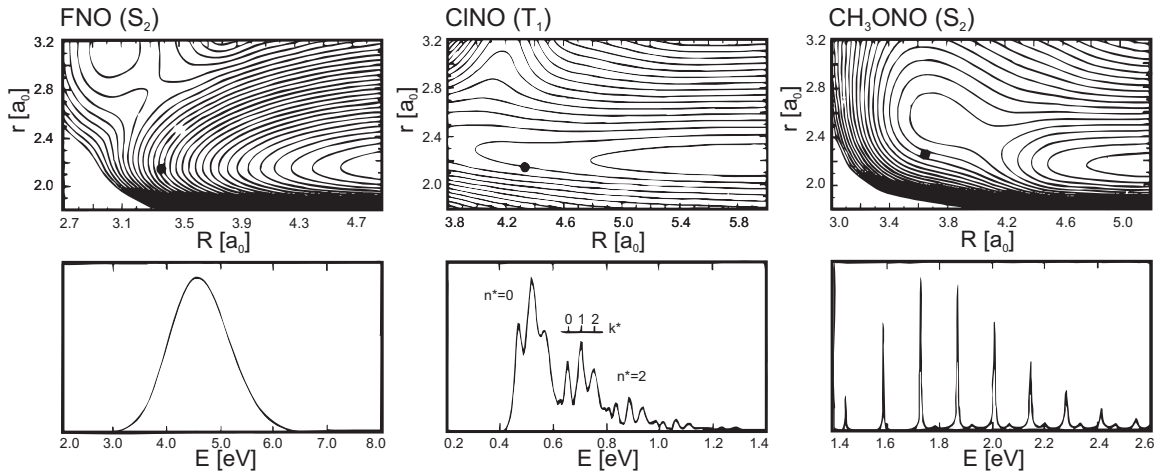 FNO (S₂)
ClNO (T₁)
CH₃ONO (S₂)
r [a₀]
3.2
2.8
2.4
2.0
2.7 3.1 3.5 3.9 4.3 4.7
R [a₀]
r [a₀]
3.2
2.8
2.4
2.0
3.8 4.2 4.6 5.0 5.4 5.8
R [a₀]
r [a₀]
3.2
2.8
2.4
2.0
3.0 3.4 3.8 4.2 4.6 5.0
R [a₀]
2.0 3.0 4.0 5.0 6.0 7.0 8.0
E [eV]
n*=0
0 1 2
k*
n*=2
0.2 0.4 0.6 0.8 1.0 1.2 1.4
E [eV]
1.4 1.6 1.8 2.0 2.2 2.4 2.6
E [eV]